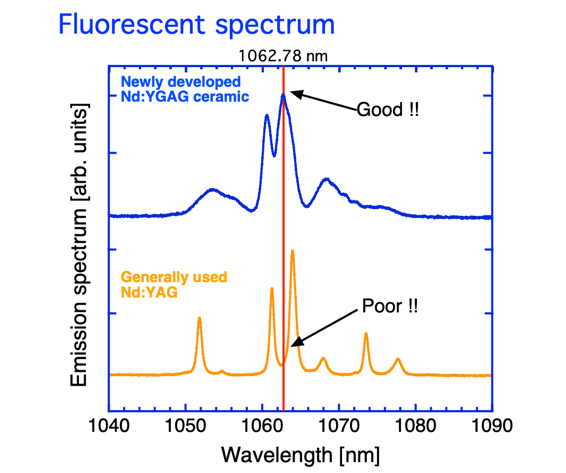 Fluorescent spectrum
1062.78 nm
Newly developed
Nd:YGAG ceramic
Good !!
Emission spectrum [arb. units]
Generally used
Nd:YAG
Poor !!
1040 1050 1060 1070 1080 1090
Wavelength [nm]